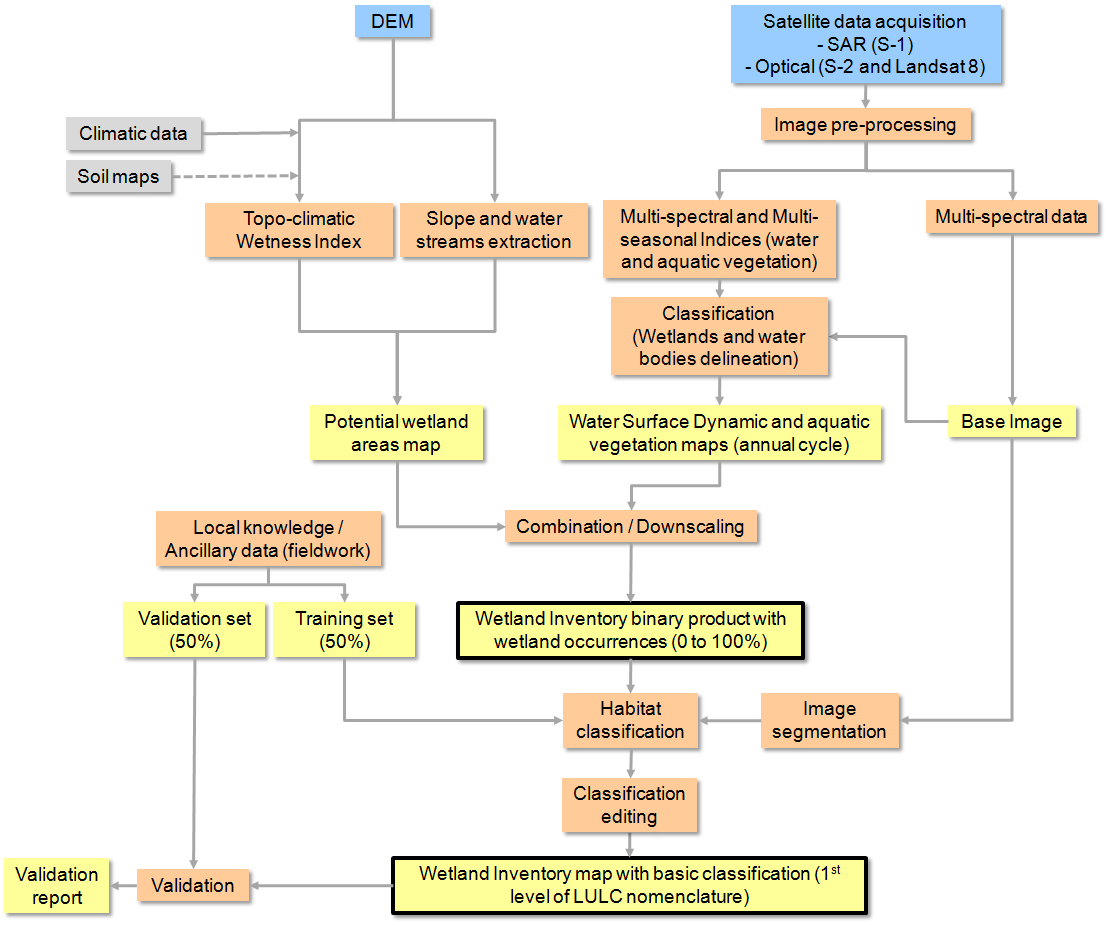 DEM
Satellite data acquisition
- SAR (S-1)
- Optical (S-2 and Landsat 8)
Climatic data
Image pre-processing
Soil maps
Topo-climatic
Wetness Index
Slope and water
streams extraction
Multi-spectral and Multi-
seasonal Indices (water
and aquatic vegetation)
Multi-spectral data
Classification
(Wetlands and water
bodies delineation)
Potential wetland
areas map
Water Surface Dynamic and aquatic
vegetation maps (annual cycle)
Base Image
Local knowledge /
Ancillary data (fieldwork)
Combination / Downscaling
Validation set
(50%)
Training set
(50%)
Wetland Inventory binary product with
wetland occurrences (0 to 100%)
Habitat
classification
Image
segmentation
Classification
editing
Validation
report
Validation
Wetland Inventory map with basic classification (1st
level of LULC nomenclature)